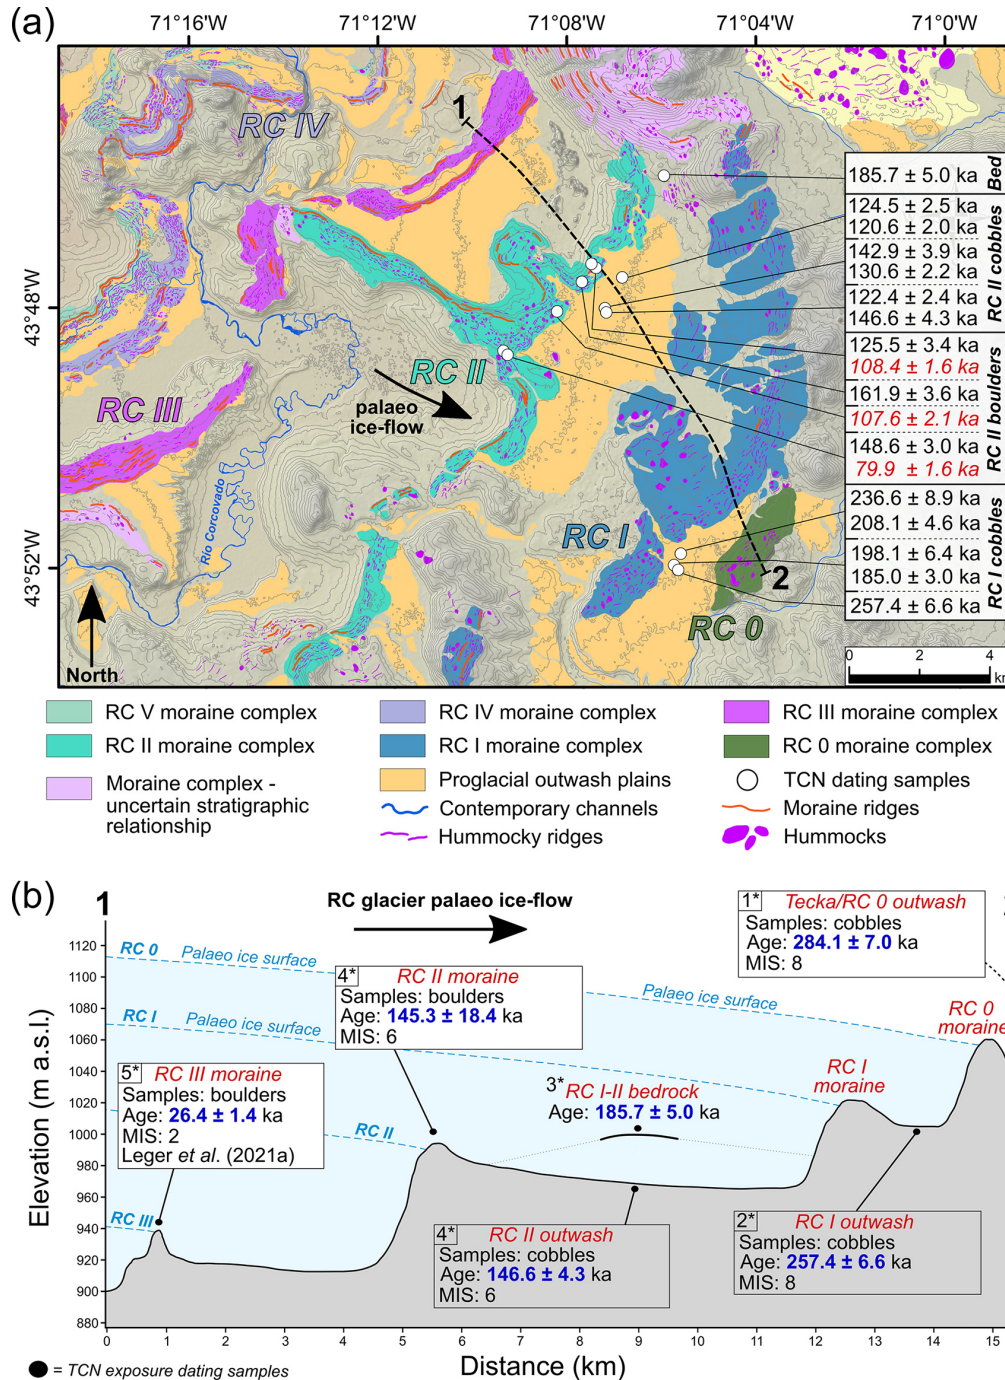 (a)
71°16W
71°12W
71°08W
71°04W
71°0W
43°48'W
43°52'W
RC IV
1
RC II
RC III
palaeo
ice-flow
Rio Corcovado
RC I
2
RC 0
North
185.7 ± 5.0 ka
Bed
124.5 ± 2.5 ka
120.6 ± 2.0 ka
142.9 ± 3.9 ka
130.6 ± 2.2 ka
122.4 ± 2.4 ka
146.6 ± 4.3 ka
RC II cobbles
125.5 ± 3.4 ka
108.4 ± 1.6 ka
161.9 ± 3.6 ka
107.6 ± 2.1 ka
148.6 ± 3.0 ka
79.9 ± 1.6 ka
RC II boulders
236.6 ± 8.9 ka
208.1 ± 4.6 ka
198.1 ± 6.4 ka
185.0 ± 3.0 ka
257.4 ± 6.6 ka
RC I cobbles
0 2 4
RC V moraine complex
RC IV moraine complex
RC III moraine complex
RC II moraine complex
RC I moraine complex
RC 0 moraine complex
Moraine complex -
uncertain stratigraphic
relationship
Proglacial outwash plains
TCN dating samples
Contemporary channels
Moraine ridges
Hummocky ridges
Hummocks
(b)
1
RC glacier palaeo ice-flow
1* Tecka/RC 0 outwash
Samples: cobbles
Age: 284.1 ± 7.0 ka
MIS: 8
RC 0 Palaeo ice surface
4* RC II moraine
Samples: boulders
Age: 145.3 ± 18.4 ka
MIS: 6
Palaeo ice surface
RC 0
moraine
RC I Palaeo ice surface
RC I
moraine
5* RC III moraine
Samples: boulders
Age: 26.4 ± 1.4 ka
MIS: 2
Leger et al. (2021a)
3* RC I-II bedrock
Age: 185.7 ± 5.0 ka
RC II
RC III
4* RC II outwash
Samples: cobbles
Age: 146.6 ± 4.3 ka
MIS: 6
2* RC I outwash
Samples: cobbles
Age: 257.4 ± 6.6 ka
MIS: 8
Elevation (m a.s.l.)
1120
1100
1080
1060
1040
1020
1000
980
960
940
920
900
880
0 1 2 3 4 5 6 7 8 9 10 11 12 13 14 15
Distance (km)
= TCN exposure dating samples